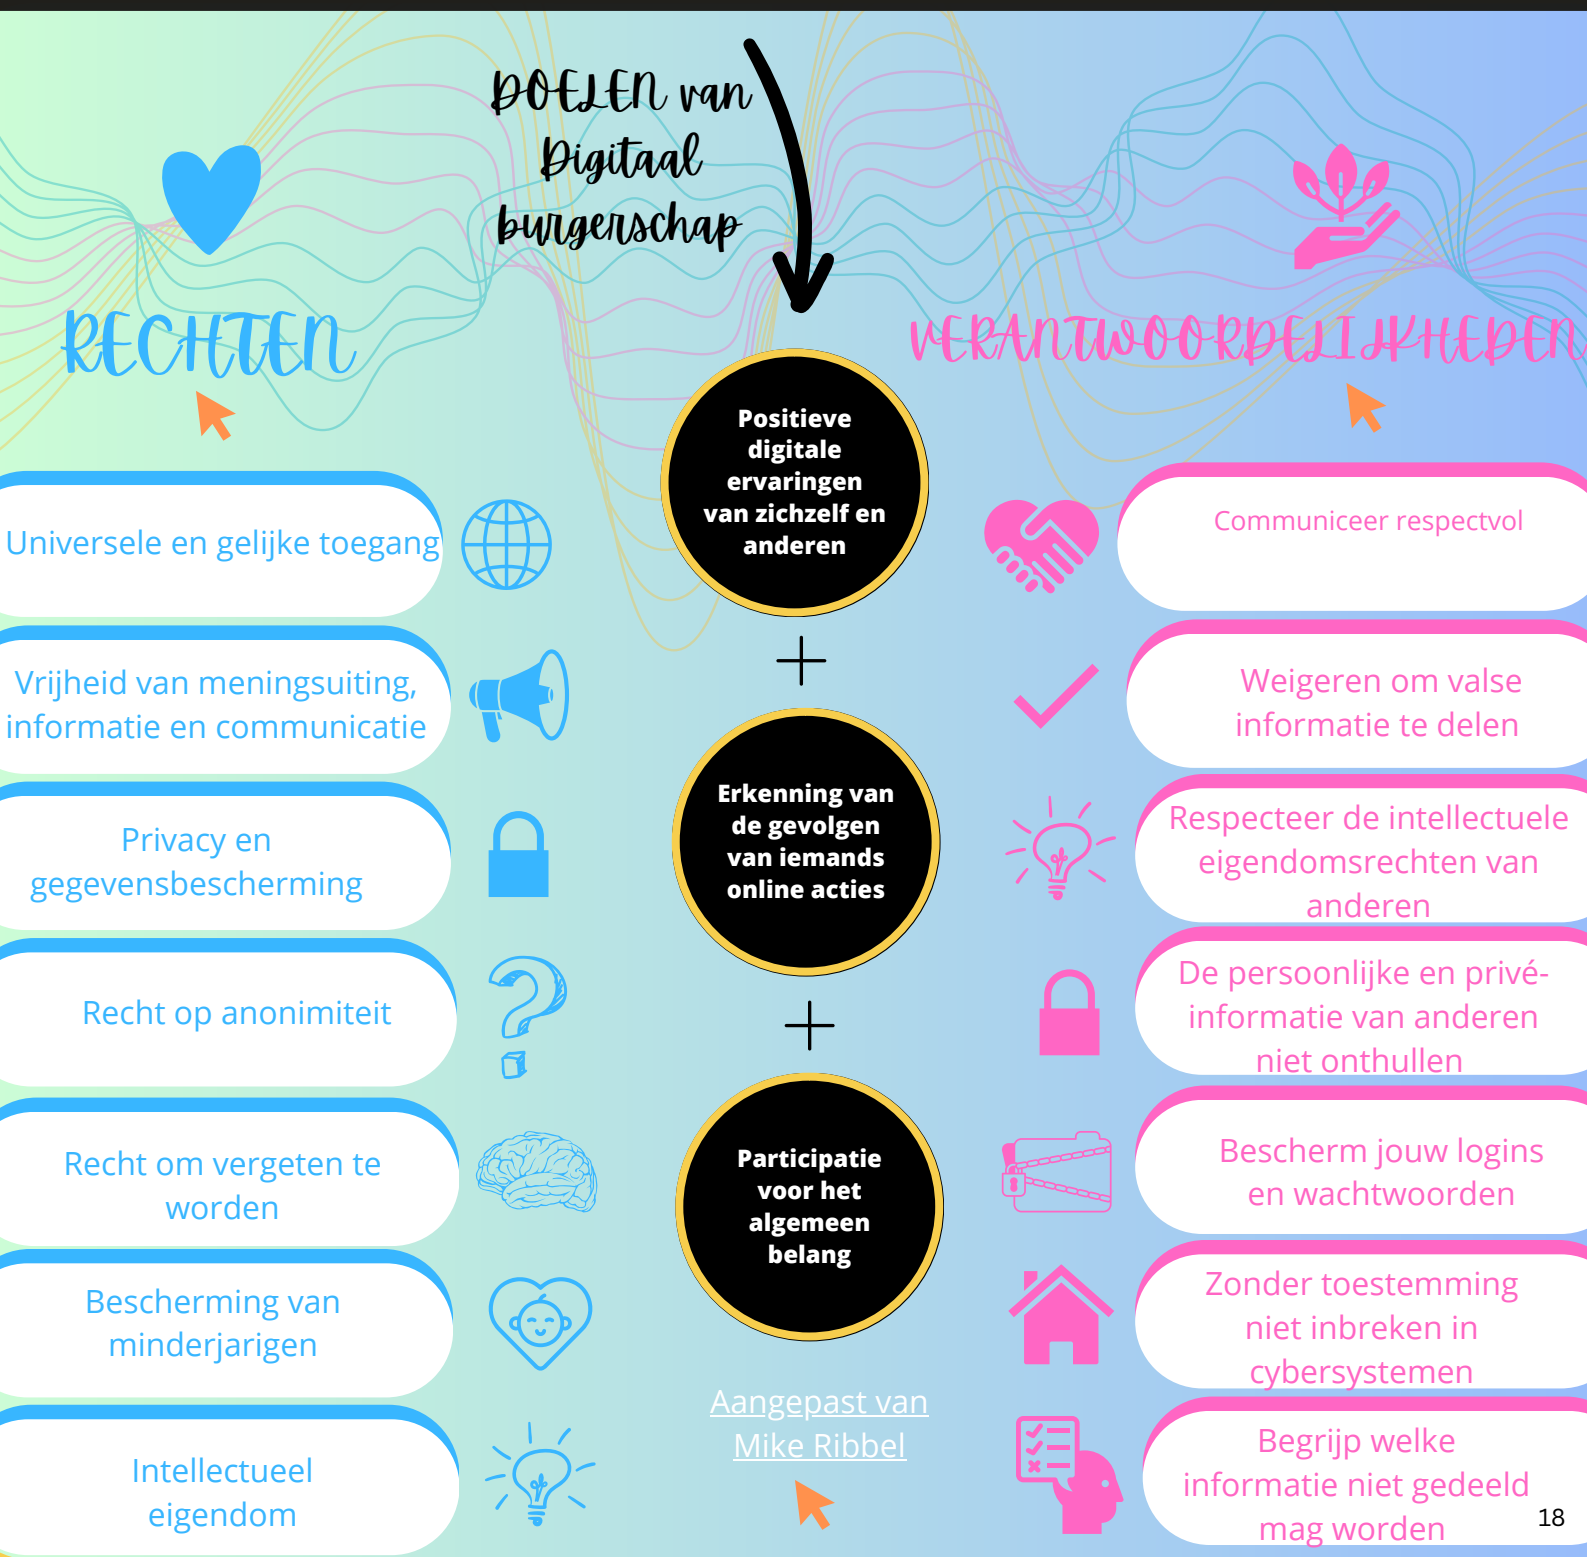 DOELEN van
Digitaal
burgerschap
RECHTEN
Universele en gelijke toegang
Vrijheid van meningsuiting,
informatie en communicatie
Privacy en
gegevensbescherming
Recht op anonimiteit
Recht om vergeten te
worden
Bescherming van
minderjarigen
Intellectueel
eigendom
Positieve
digitale
ervaringen
van zichzelf en
anderen
+
Erkenning van
de gevolgen
van iemands
online acties
+
Participatie
voor het
algemeen
belang
Aangepast van
Mike Ribbel
VERANTWOORDELIJKHEDEN
Communiceer respectvol
Weigeren om valse
informatie te delen
Respecteer de intellectuele
eigendomsrechten van
anderen
De persoonlijke en privé-
informatie van anderen
niet onthullen
Bescherm jouw logins
en wachtwoorden
Zonder toestemming
niet inbreken in
cybersystemen
Begrijp welke
informatie niet gedeeld
mag worden
18